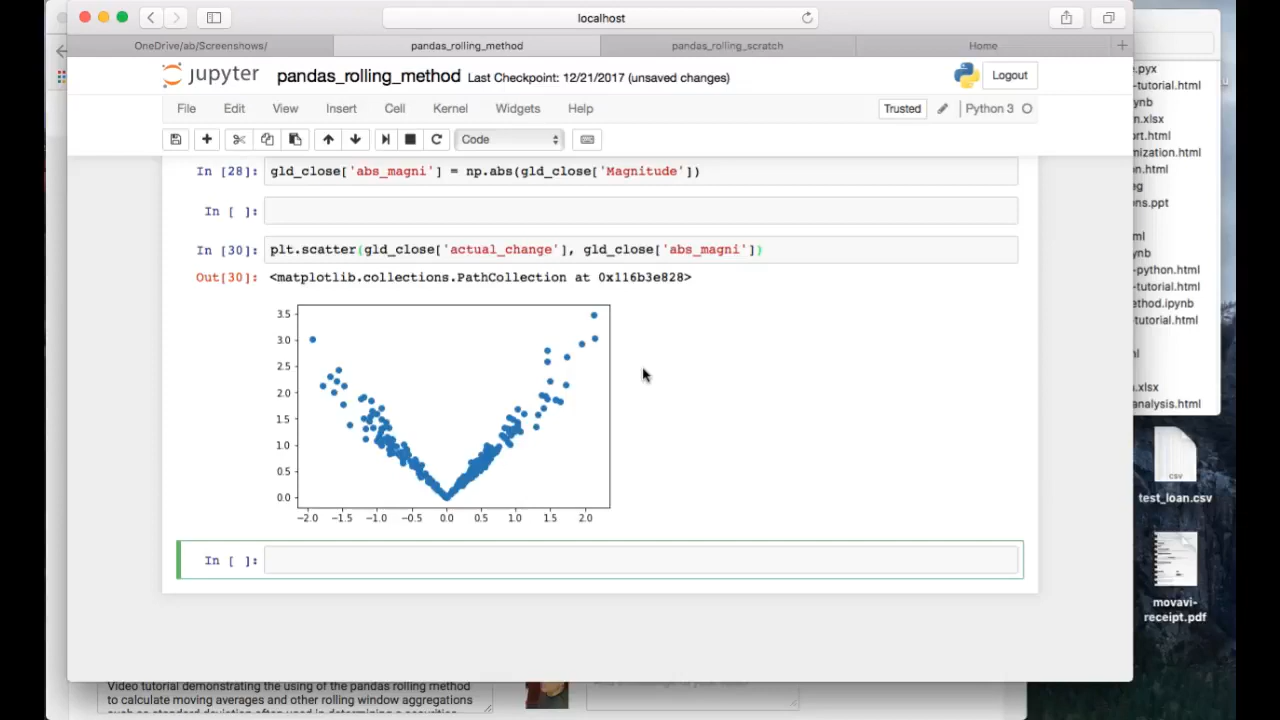 localhost
OneDrive/ab/Screenshows/
pandas_rolling_method
pandas_rolling_scratch
Home
jupyter pandas_rolling_method Last Checkpoint: 12/21/2017 (unsaved changes)
Logout
File Edit View Insert Cell Kernel Widgets Help
Trusted
Python 3
Code
In [28]: gld_close['abs_magni'] = np.abs(gld_close['Magnitude'])
In [ ]:
In [30]: plt.scatter(gld_close['actual_change'], gld_close['abs_magni'])
Out[30]: <matplotlib.collections.PathCollection at 0x116b3e828>
3.5
3.0
2.5
2.0
1.5
1.0
0.5
0.0
−2.0 −1.5 −1.0 −0.5 0.0 0.5 1.0 1.5 2.0
In [ ]:
e.pyx
-tutorial.html
ynb
n.xlsx
ort.html
mization.html
on.html
eg
ons.ppt
ml
nb
-python.html
-tutorial.html
ethod.ipynb
-tutorial.html
nl
u.xlsx
analysis.html
csv
test_loan.csv
movavi-
receipt.pdf
Video tutorial demonstrating the using of the pandas rolling method
to calculate moving averages and other rolling window aggregations